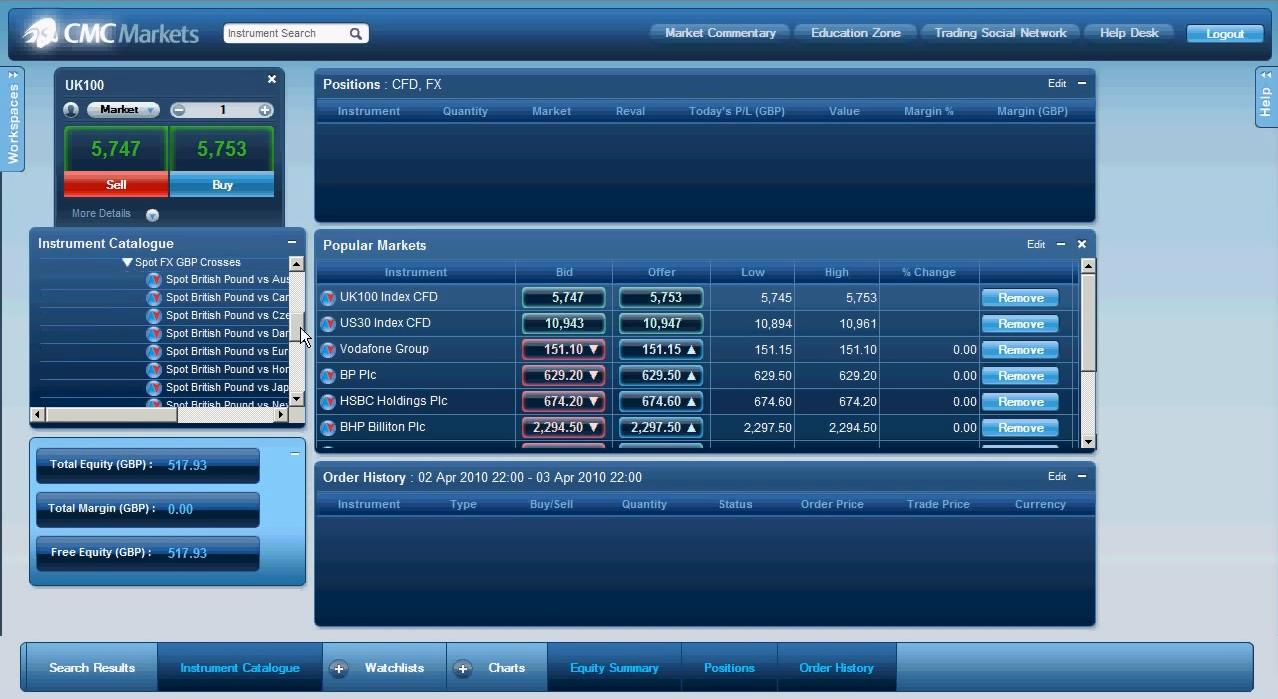 CMC Markets
Instrument Search
Market Commentary
Education Zone
Trading Social Network
Help Desk
Logout
Workspaces
Help
UK100
Market
1
5,747 5,753
Sell Buy
More Details
Instrument Catalogue
Spot FX GBP Crosses
Spot British Pound vs Aus
Spot British Pound vs Car
Spot British Pound vs Cze
Spot British Pound vs Dar
Spot British Pound vs Eur
Spot British Pound vs Hor
Spot British Pound vs Jap
Spot British Pound vs Ne
Total Equity (GBP) : 517.93
Total Margin (GBP) : 0.00
Free Equity (GBP) : 517.93
Positions : CFD, FX Edit
Instrument Quantity Market Reval Today's P/L (GBP) Value Margin % Margin (GBP)
Popular Markets Edit
Instrument Bid Offer Low High % Change
UK100 Index CFD 5,747 5,753 5,745 5,753 Remove
US30 Index CFD 10,943 10,947 10,894 10,961 Remove
Vodafone Group 151.10 ▼ 151.15 ▲ 151.15 151.10 0.00 Remove
BP Plc 629.20 ▼ 629.50 ▲ 629.50 629.20 0.00 Remove
HSBC Holdings Plc 674.20 ▼ 674.60 ▲ 674.60 674.20 0.00 Remove
BHP Billiton Plc 2,294.50 ▼ 2,297.50 ▲ 2,297.50 2,294.50 0.00 Remove
Order History : 02 Apr 2010 22:00 - 03 Apr 2010 22:00 Edit
Instrument Type Buy/Sell Quantity Status Order Price Trade Price Currency
Search Results
Instrument Catalogue
Watchlists
Charts
Equity Summary
Positions
Order History